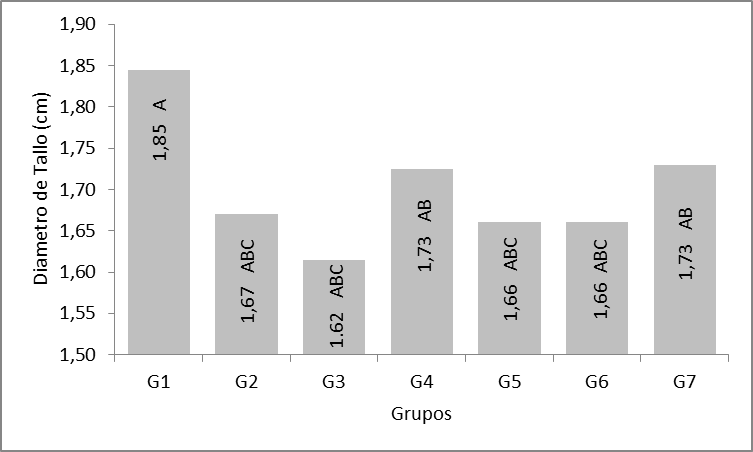 1,90
1,85
1,80
1,75
1,70
1,65
1,60
1,55
1,50
Diametro de Tallo (cm)
1,85 A
1,67 ABC
1.62 ABC
1,73 AB
1,66 ABC
1,66 ABC
1,73 AB
G1 G2 G3 G4 G5 G6 G7
Grupos